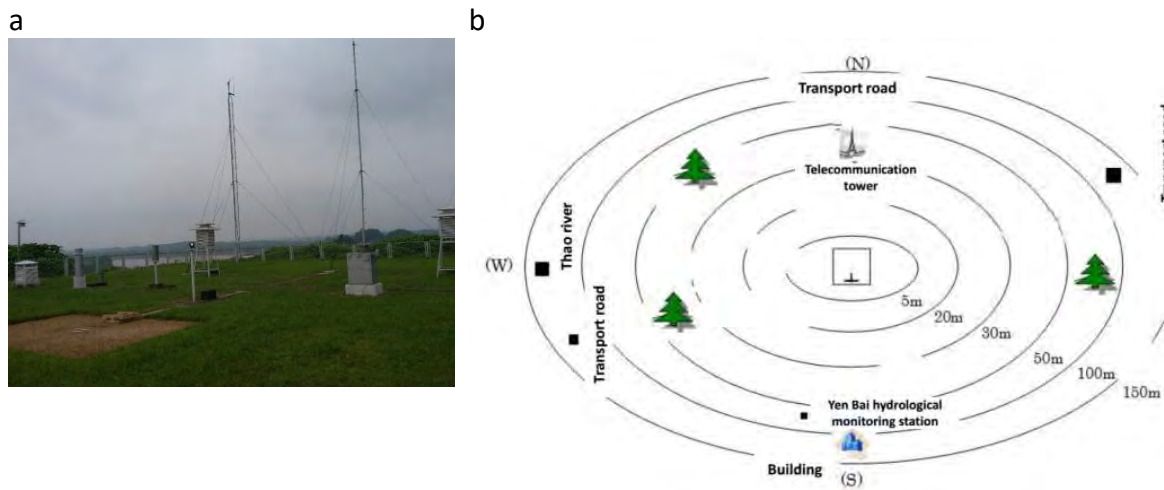 a
b
(N)
Transport road
Telecommunication
tower
(W)
Thao river
Transport road
5m
20m
30m
50m
100m
150m
Yen Bai hydrological
monitoring station
Building
(S)